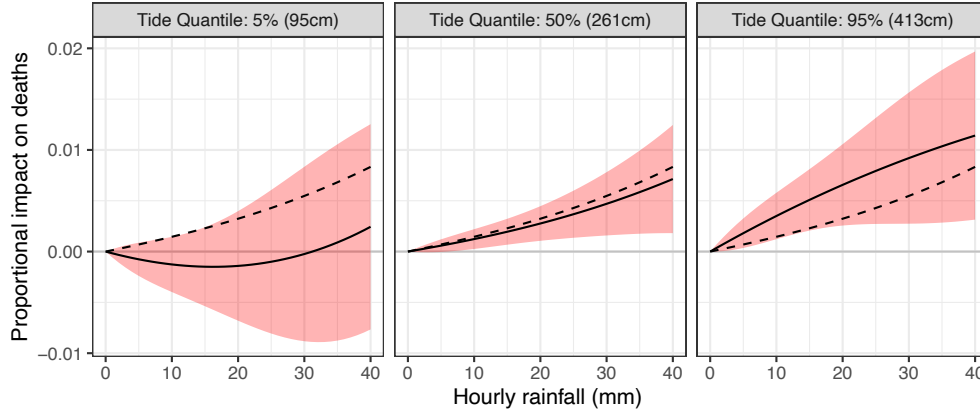 Tide Quantile: 5% (95cm) Tide Quantile: 50% (261cm) Tide Quantile: 95% (413cm)
Proportional impact on deaths
0.02
0.01
0.00
−0.01
0 10 20 30 40 0 10 20 30 40 0 10 20 30 40
Hourly rainfall (mm)